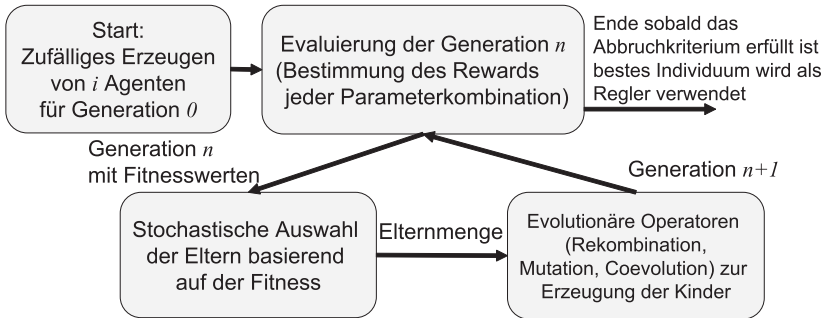 Start:
Zufälliges Erzeugen
von i Agenten
für Generation 0
Evaluierung der Generation n
(Bestimmung des Rewards
jeder Parameterkombination)
Ende sobald das
Abbruchkriterium erfüllt ist
bestes Individuum wird als
Regler verwendet
Generation n
mit Fitnesswerten
Generation n+1
Stochastische Auswahl
der Eltern basierend
auf der Fitness
Elternmenge
Evolutionäre Operatoren
(Rekombination,
Mutation, Coevolution) zur
Erzeugung der Kinder